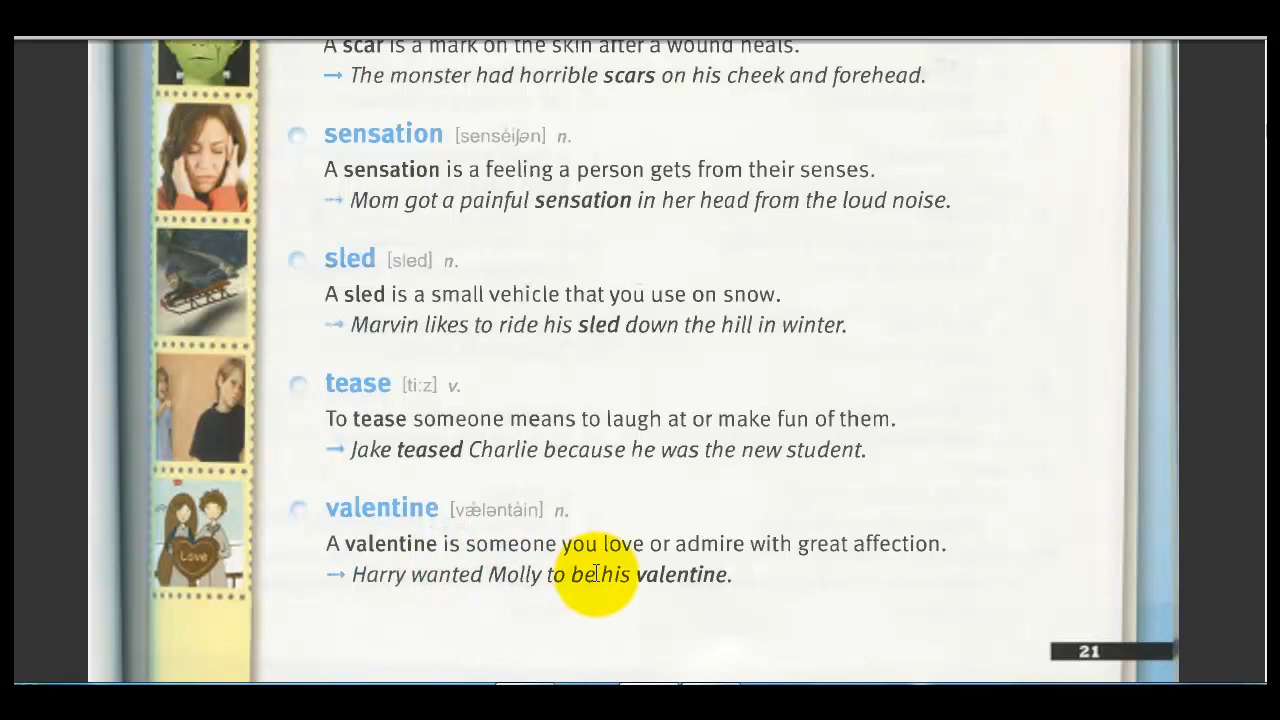 A scar is a mark on the skin after a wound heals.
→ The monster had horrible scars on his cheek and forehead.
sensation [senséiʃən] n.
A sensation is a feeling a person gets from their senses.
→ Mom got a painful sensation in her head from the loud noise.
sled [sled] n.
A sled is a small vehicle that you use on snow.
→ Marvin likes to ride his sled down the hill in winter.
tease [tiːz] v.
To tease someone means to laugh at or make fun of them.
→ Jake teased Charlie because he was the new student.
valentine [væ̀ləntàin] n.
A valentine is someone you love or admire with great affection.
→ Harry wanted Molly to be his valentine.
Love
21